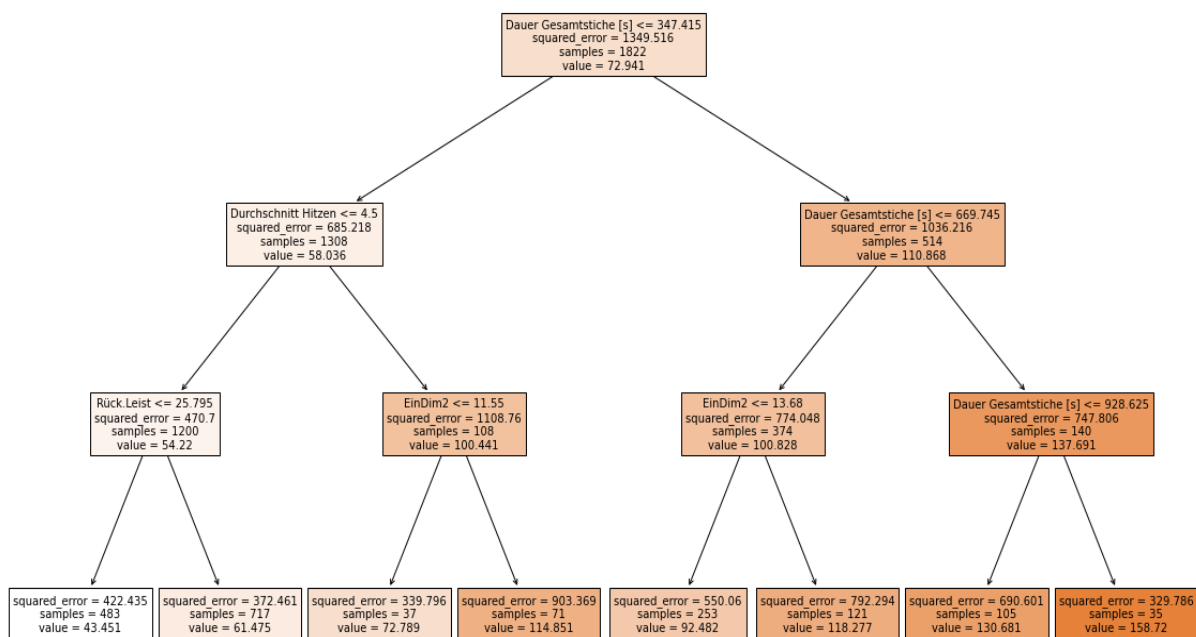 Dauer Gesamtstiche [s] <= 347.415
squared_error = 1349.516
samples = 1822
value = 72.941
Durchschnitt Hitzen <= 4.5
squared_error = 685.218
samples = 1308
value = 58.036
Dauer Gesamtstiche [s] <= 669.745
squared_error = 1036.216
samples = 514
value = 110.868
Rück.Leist <= 25.795
squared_error = 470.7
samples = 1200
value = 54.22
EinDim2 <= 11.55
squared_error = 1108.76
samples = 108
value = 100.441
EinDim2 <= 13.68
squared_error = 774.048
samples = 374
value = 100.828
Dauer Gesamtstiche [s] <= 928.625
squared_error = 747.806
samples = 140
value = 137.691
squared_error = 422.435
samples = 483
value = 43.451
squared_error = 372.461
samples = 717
value = 61.475
squared_error = 339.796
samples = 37
value = 72.789
squared_error = 903.369
samples = 71
value = 114.851
squared_error = 550.06
samples = 253
value = 92.482
squared_error = 792.294
samples = 121
value = 118.277
squared_error = 690.601
samples = 105
value = 130.681
squared_error = 329.786
samples = 35
value = 158.72